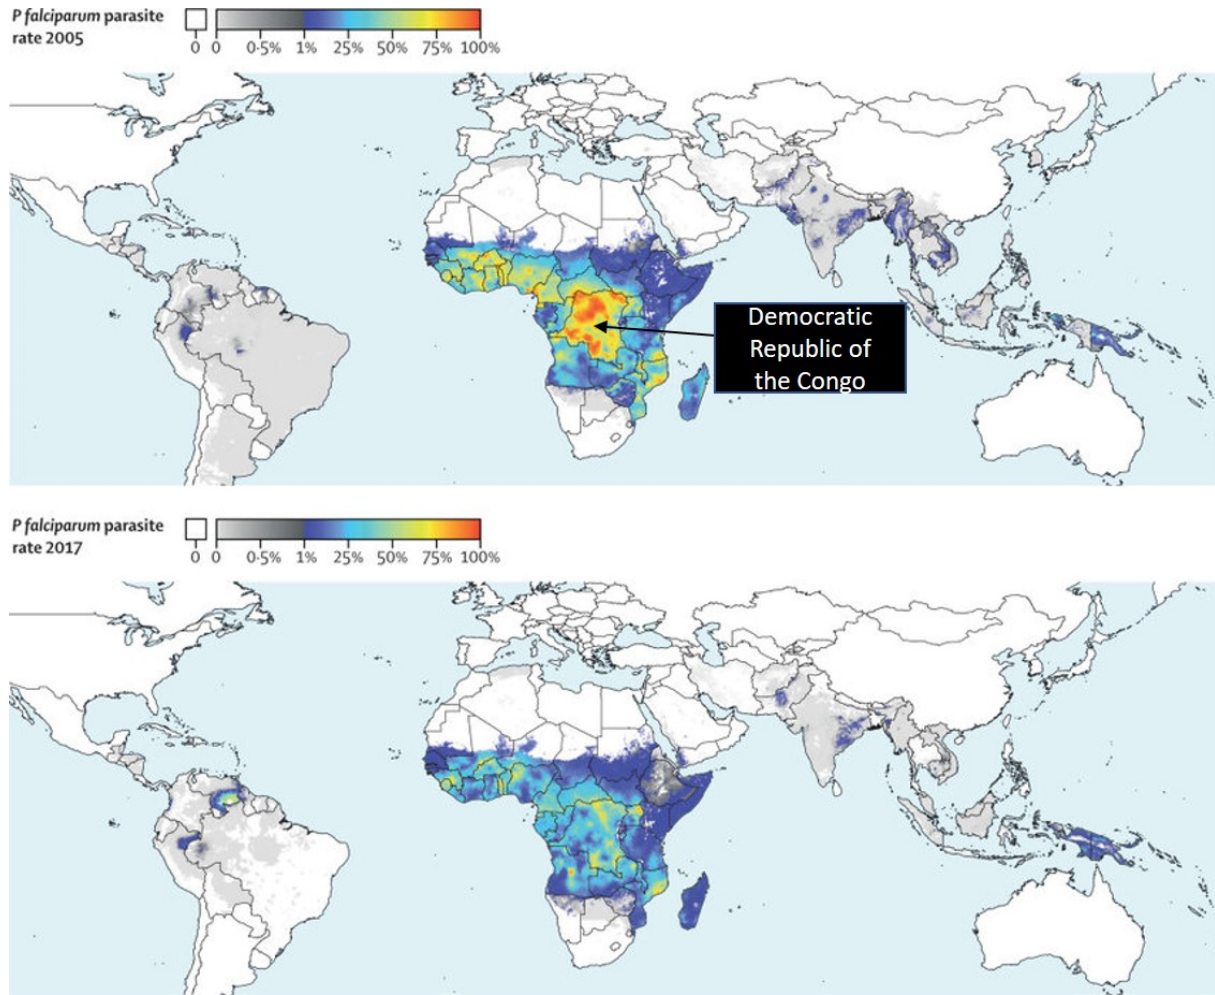 P falciparum parasite
rate 2005
0 0 0·5% 1% 25% 50% 75% 100%
Democratic
Republic of
the Congo
P falciparum parasite
rate 2017
0 0 0·5% 1% 25% 50% 75% 100%